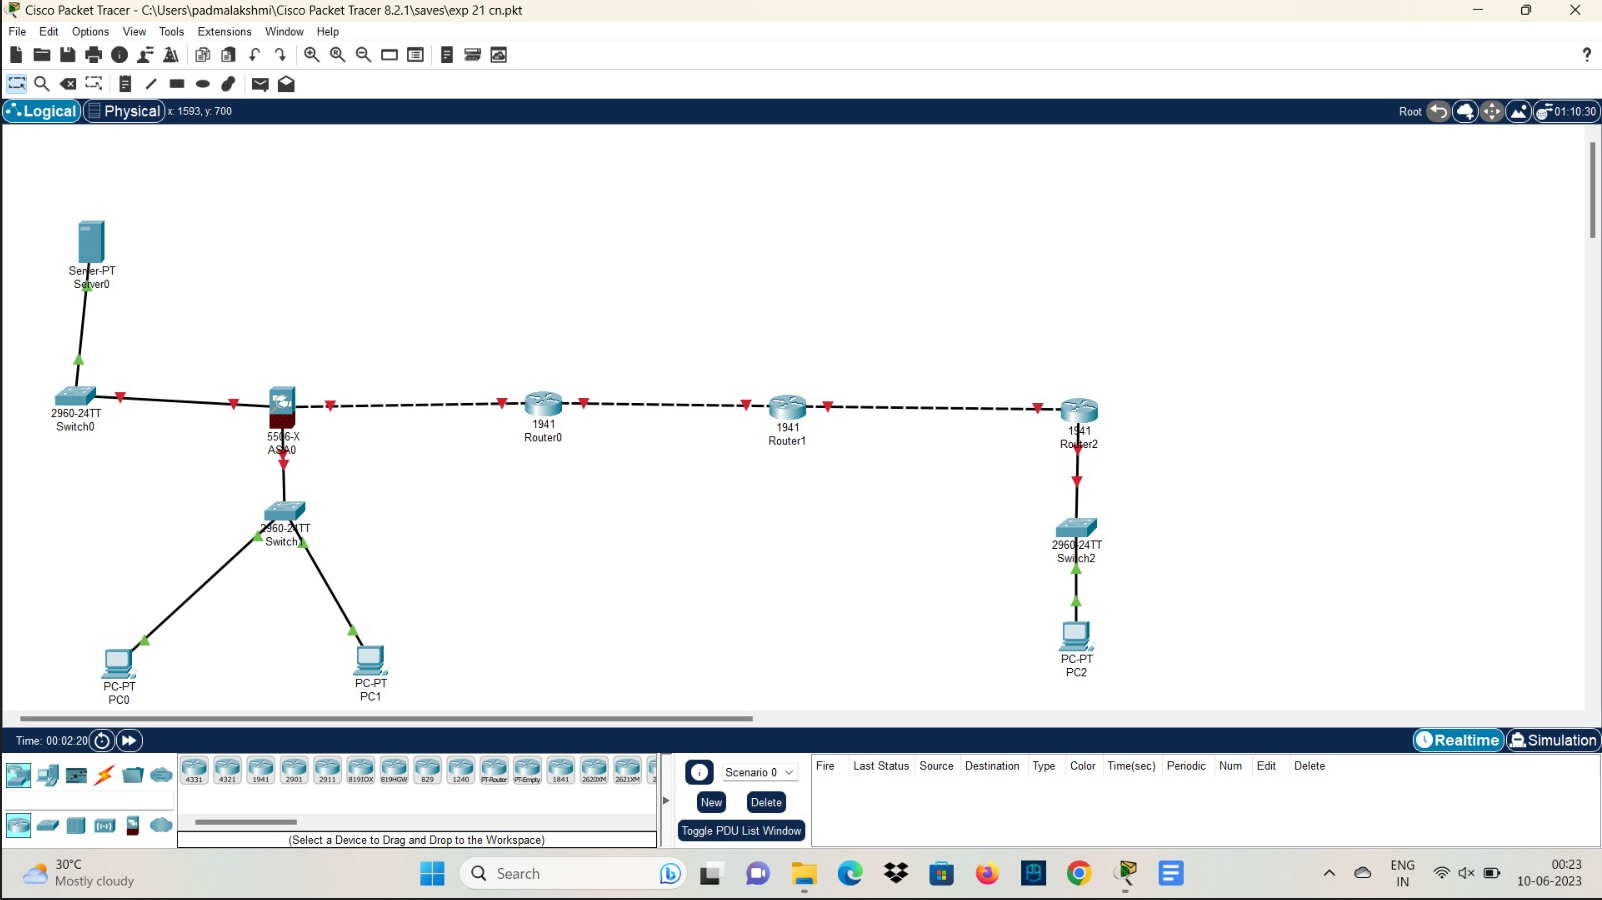 Cisco Packet Tracer - C:\Users\padmalakshmi\Cisco Packet Tracer 8.2.1\saves\exp 21 cn.pkt
File Edit Options View Tools Extensions Window Help
?
Logical Physical x: 1593, y: 700 Root 01:10:30
Server-PT
Server0
2960-24TT
Switch0
5506-X
ASA0
1941
Router0
1941
Router1
1941
Router2
2960-24TT
Switch1
2960-24TT
Switch2
PC-PT
PC0
PC-PT
PC1
PC-PT
PC2
Time: 00:02:20 Realtime Simulation
4331 4321 1941 2901 2911 819IOX 819HGW 829 1240 PT-Router PT-Empty 1841 2620XM 2621XM 2
(Select a Device to Drag and Drop to the Workspace)
Scenario 0
New Delete
Toggle PDU List Window
Fire Last Status Source Destination Type Color Time(sec) Periodic Num Edit Delete
30°C
Mostly cloudy
Search
ENG
IN
00:23
10-06-2023